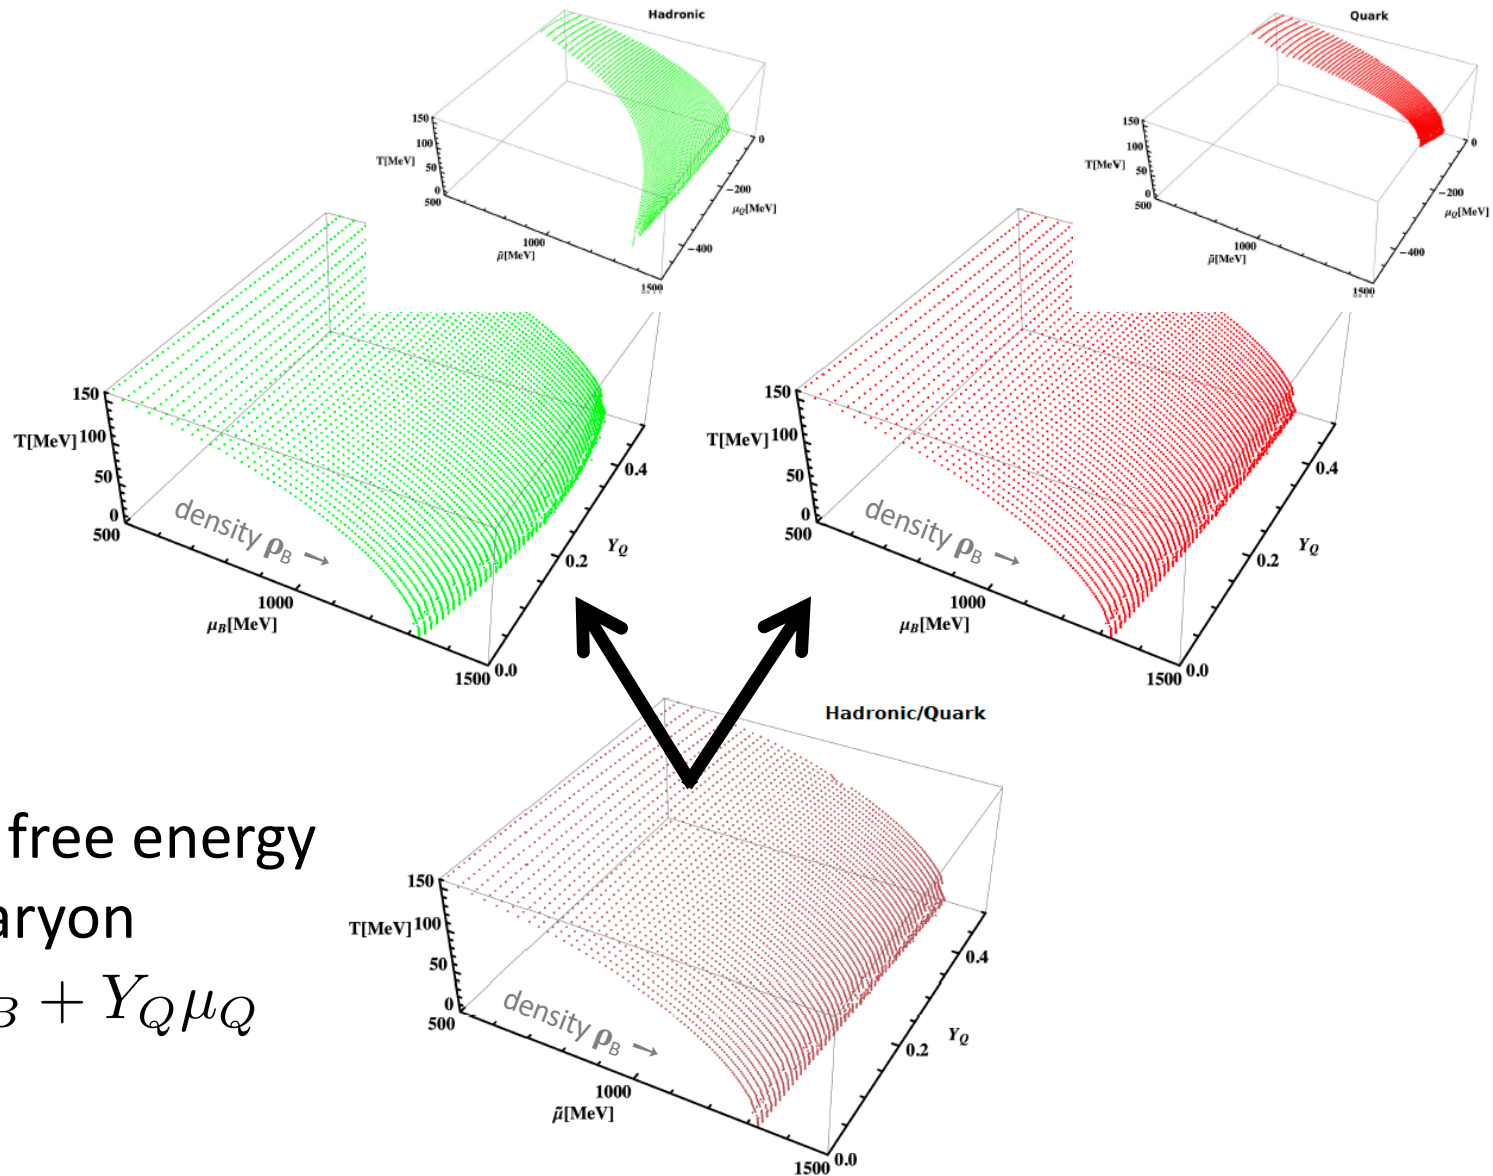 Hadronic
150
100
T[MeV]
50
0
500
1000
μ̃[MeV]
1500
0
−200
μQ[MeV]
−400
Quark
150
100
T[MeV]
50
0
500
1000
μ̃[MeV]
1500
0
−200
μQ[MeV]
−400
150
T[MeV] 100
50
0
500
density ρB →
1000
μB[MeV]
1500
0.0
0.2
YQ
0.4
150
T[MeV] 100
50
0
500
density ρB →
1000
μB[MeV]
1500
0.0
0.2
YQ
0.4
Hadronic/Quark
150
T[MeV] 100
50
0
500
density ρB →
1000
μ̃[MeV]
1500
0.0
0.2
YQ
0.4
free energy
aryon
B + YQμQ